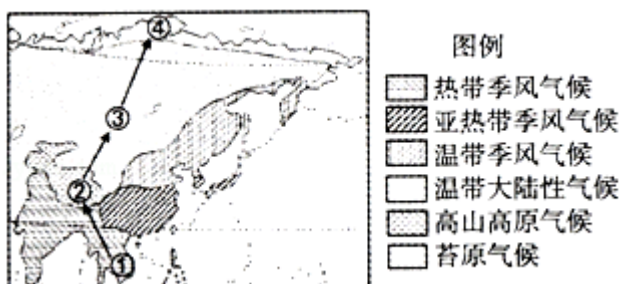 ④
③
②
①
图例
热带季风气候
亚热带季风气候
温带季风气候
温带大陆性气候
高山高原气候
苔原气候